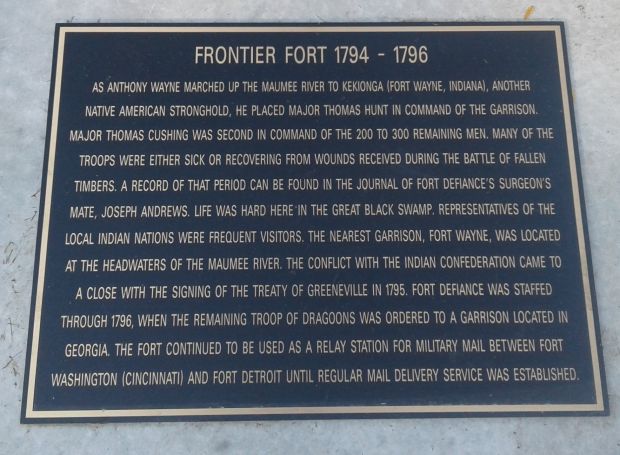 FRONTIER FORT 1794 - 1796
AS ANTHONY WAYNE MARCHED UP THE MAUMEE RIVER TO KEKIONGA (FORT WAYNE, INDIANA), ANOTHER
NATIVE AMERICAN STRONGHOLD, HE PLACED MAJOR THOMAS HUNT IN COMMAND OF THE GARRISON.
MAJOR THOMAS CUSHING WAS SECOND IN COMMAND OF THE 200 TO 300 REMAINING MEN. MANY OF THE
TROOPS WERE EITHER SICK OR RECOVERING FROM WOUNDS RECEIVED DURING THE BATTLE OF FALLEN
TIMBERS. A RECORD OF THAT PERIOD CAN BE FOUND IN THE JOURNAL OF FORT DEFIANCE'S SURGEON'S
MATE, JOSEPH ANDREWS. LIFE WAS HARD HERE IN THE GREAT BLACK SWAMP. REPRESENTATIVES OF THE
LOCAL INDIAN NATIONS WERE FREQUENT VISITORS. THE NEAREST GARRISON, FORT WAYNE, WAS LOCATED
AT THE HEADWATERS OF THE MAUMEE RIVER. THE CONFLICT WITH THE INDIAN CONFEDERATION CAME TO
A CLOSE WITH THE SIGNING OF THE TREATY OF GREENEVILLE IN 1795. FORT DEFIANCE WAS STAFFED
THROUGH 1796, WHEN THE REMAINING TROOP OF DRAGOONS WAS ORDERED TO A GARRISON LOCATED IN
GEORGIA. THE FORT CONTINUED TO BE USED AS A RELAY STATION FOR MILITARY MAIL BETWEEN FORT
WASHINGTON (CINCINNATI) AND FORT DETROIT UNTIL REGULAR MAIL DELIVERY SERVICE WAS ESTABLISHED.